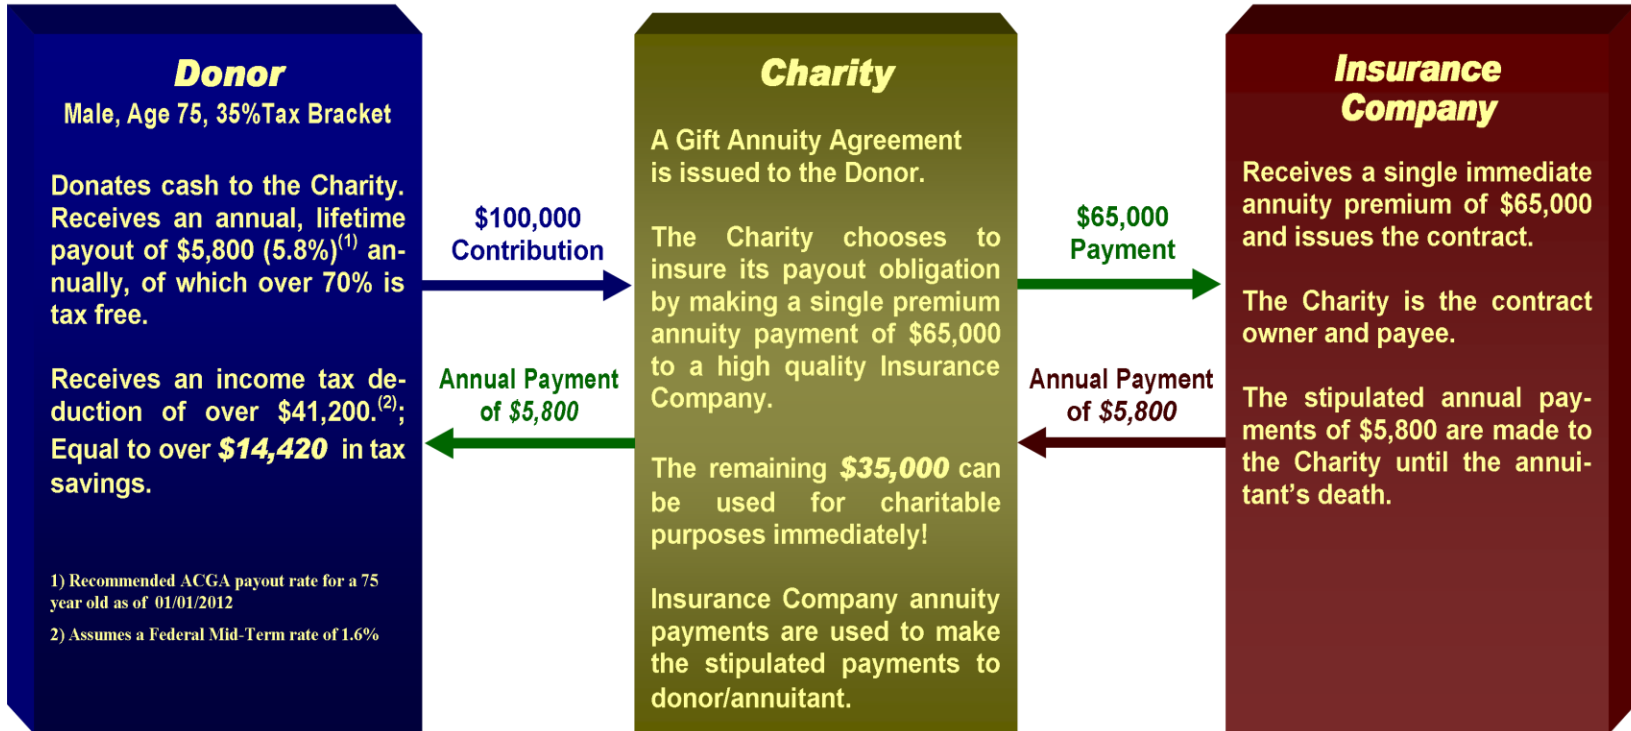 Donor
Male, Age 75, 35%Tax Bracket
Donates cash to the Charity.
Receives an annual, lifetime
payout of $5,800 (5.8%)(1) an-
nually, of which over 70% is
tax free.
Receives an income tax de-
duction of over $41,200.(2);
Equal to over $14,420 in tax
savings.
1) Recommended ACGA payout rate for a 75
year old as of 01/01/2012
2) Assumes a Federal Mid-Term rate of 1.6%
$100,000
Contribution
Annual Payment
of $5,800
Charity
A Gift Annuity Agreement
is issued to the Donor.
The Charity chooses to
insure its payout obligation
by making a single premium
annuity payment of $65,000
to a high quality Insurance
Company.
The remaining $35,000 can
be used for charitable
purposes immediately!
Insurance Company annuity
payments are used to make
the stipulated payments to
donor/annuitant.
$65,000
Payment
Annual Payment
of $5,800
Insurance
Company
Receives a single immediate
annuity premium of $65,000
and issues the contract.
The Charity is the contract
owner and payee.
The stipulated annual pay-
ments of $5,800 are made to
the Charity until the annui-
tant’s death.